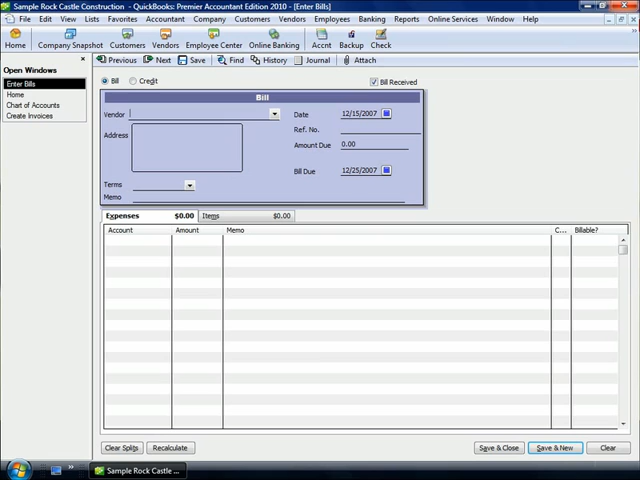 Sample Rock Castle Construction - QuickBooks: Premier Accountant Edition 2010 - [Enter Bills]
File Edit View Lists Favorites Accountant Company Customers Vendors Employees Banking Reports Online Services Window Help
Home Company Snapshot Customers Vendors Employee Center Online Banking Accnt Backup Check
Previous Next Save Find History Journal Attach
Open Windows
Enter Bills
Home
Chart of Accounts
Create Invoices
Bill Credit Bill Received
Bill
Vendor Date 12/15/2007
Address Ref. No.
Amount Due 0.00
Bill Due 12/25/2007
Terms
Memo
Expenses $0.00 Items $0.00
Account Amount Memo C... Billable?
Clear Splits Recalculate Save & Close Save & New Clear
Sample Rock Castle ...